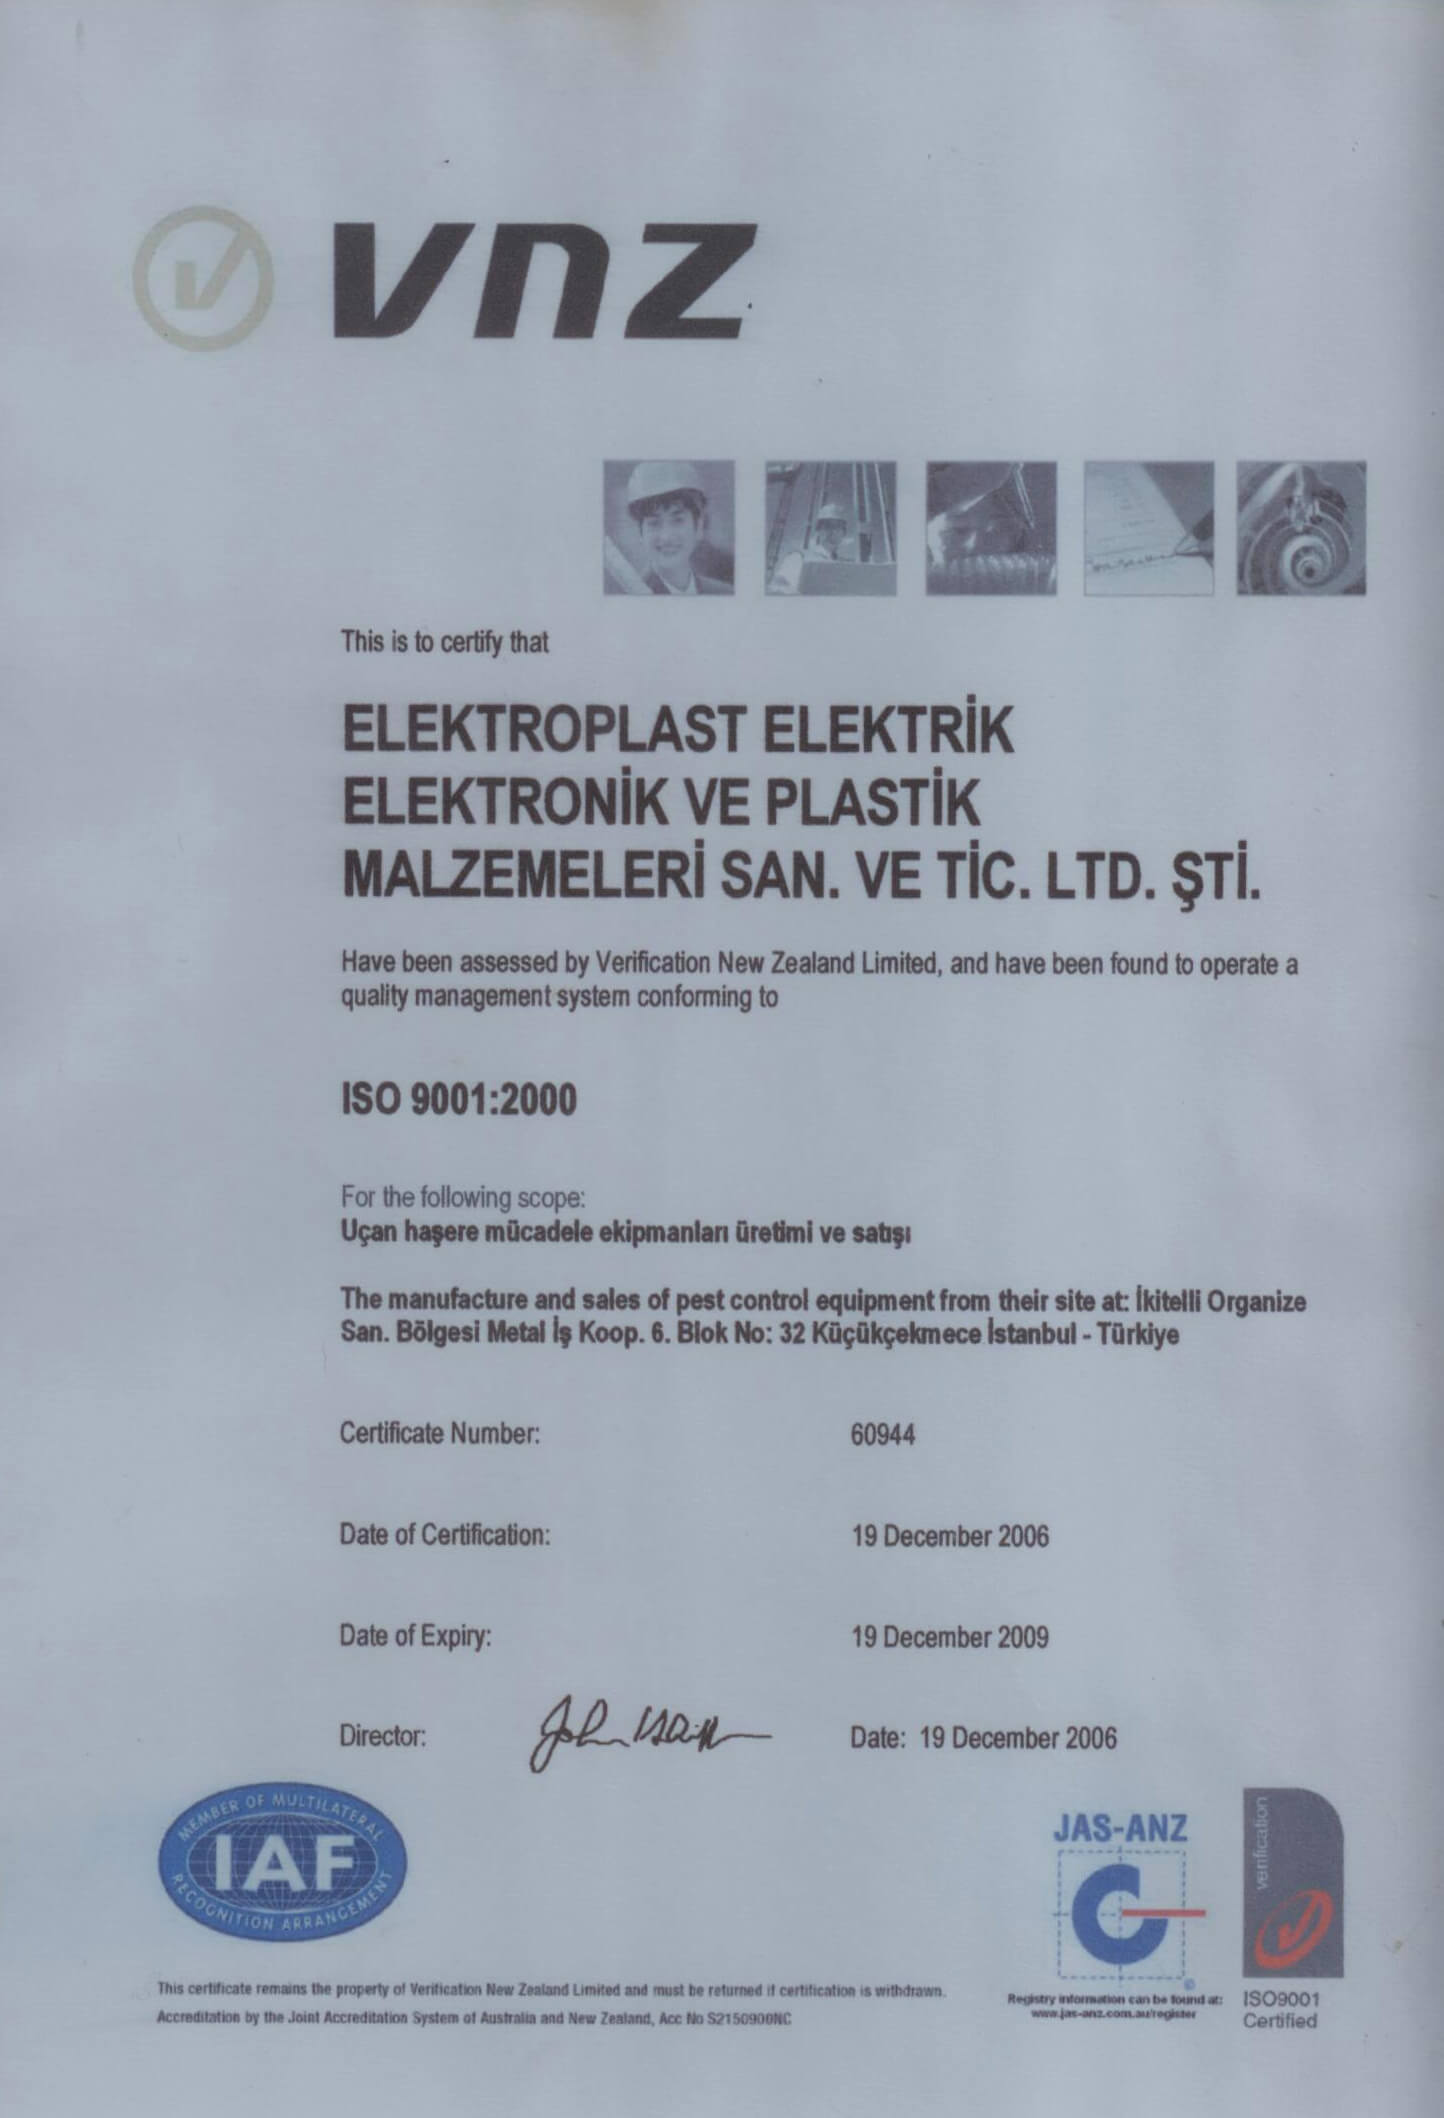 vnz
This is to certify that
ELEKTROPLAST ELEKTRİK
ELEKTRONİK VE PLASTİK
MALZEMELERİ SAN. VE TİC. LTD. ŞTİ.
Have been assessed by Verification New Zealand Limited, and have been found to operate a
quality management system conforming to
ISO 9001:2000
For the following scope:
Uçan haşere mücadele ekipmanları üretimi ve satışı
The manufacture and sales of pest control equipment from their site at: İkitelli Organize
San. Bölgesi Metal İş Koop. 6. Blok No: 32 Küçükçekmece İstanbul - Türkiye
Certificate Number: 60944
Date of Certification: 19 December 2006
Date of Expiry: 19 December 2009
Director: Date: 19 December 2006
MEMBER OF MULTILATERAL
IAF
RECOGNITION ARRANGEMENT
JAS-ANZ
verification
This certificate remains the property of Verification New Zealand Limited and must be returned if certification is withdrawn.
Accreditation by the Joint Accreditation System of Australia and New Zealand, Acc No S2150900NC
Registry information can be found at:
www.jas-anz.com.au/register
ISO9001
Certified